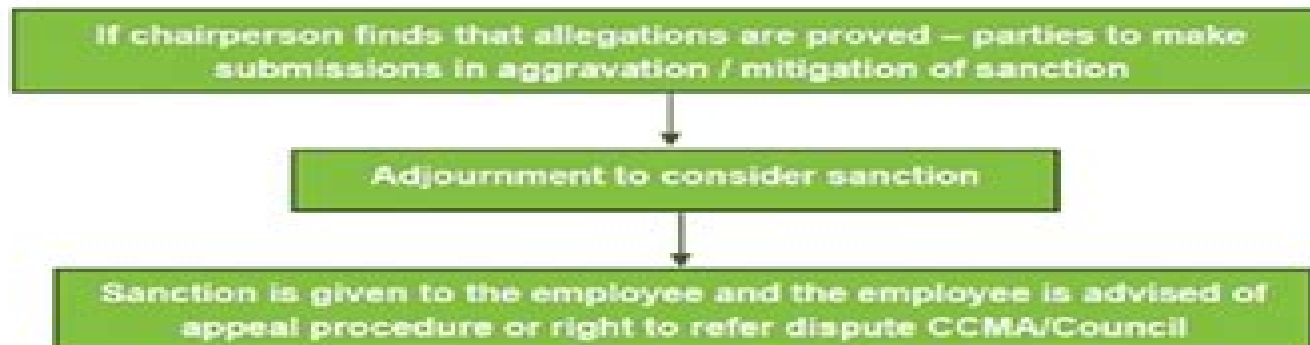 If chairperson finds that allegations are proved – parties to make
submissions in aggravation / mitigation of sanction
Adjournment to consider sanction
Sanction is given to the employee and the employee is advised of
appeal procedure or right to refer dispute CCMA/Council